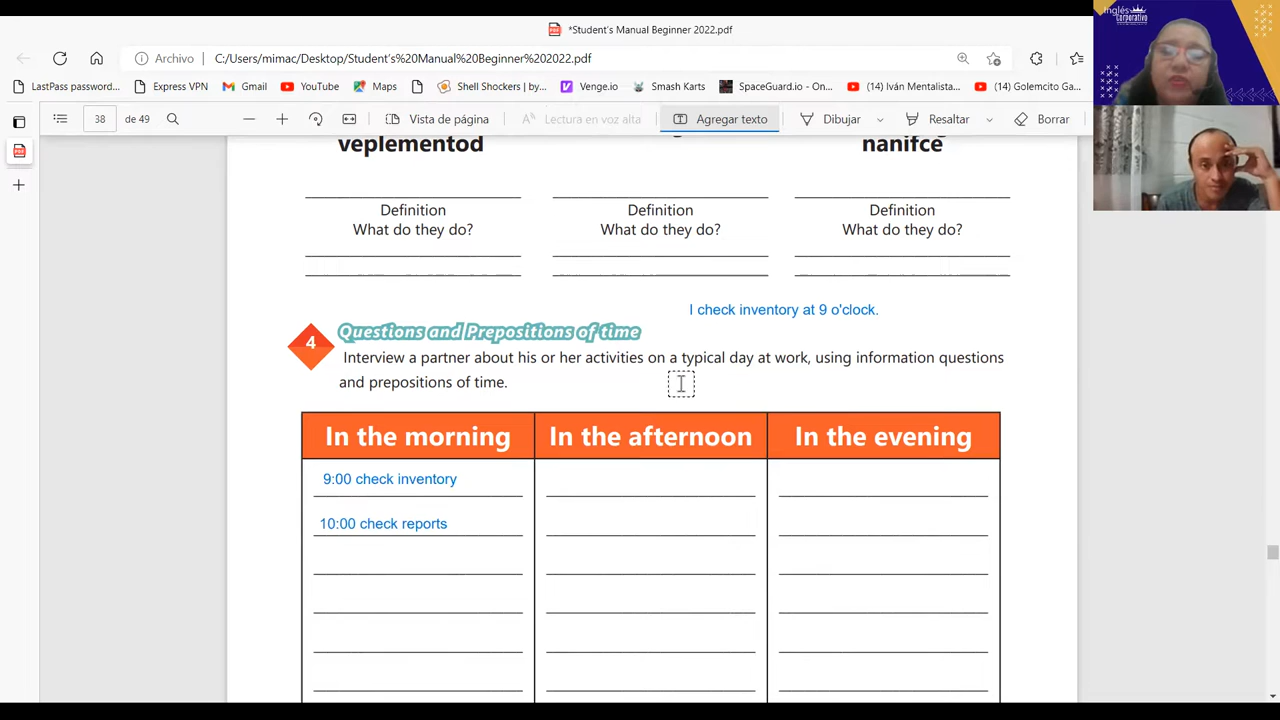 *Student's Manual Beginner 2022.pdf
Archivo
C:/Users/mimac/Desktop/Student's%20Manual%20Beginner%202022.pdf
LastPass password...
Express VPN
Gmail
YouTube
Maps
Shell Shockers | by...
Venge.io
Smash Karts
SpaceGuard.io - On...
(14) Iván Mentalista...
(14) Golemcito Ga...
38
de 49
Vista de página
Lectura en voz alta
Agregar texto
Dibujar
Resaltar
Borrar
Inglés
Corporativo
veplementod
nanifce
Definition
What do they do?
Definition
What do they do?
Definition
What do they do?
I check inventory at 9 o'clock.
4
Questions and Prepositions of time
Interview a partner about his or her activities on a typical day at work, using information questions
and prepositions of time.
In the morning
In the afternoon
In the evening
9:00 check inventory
10:00 check reports